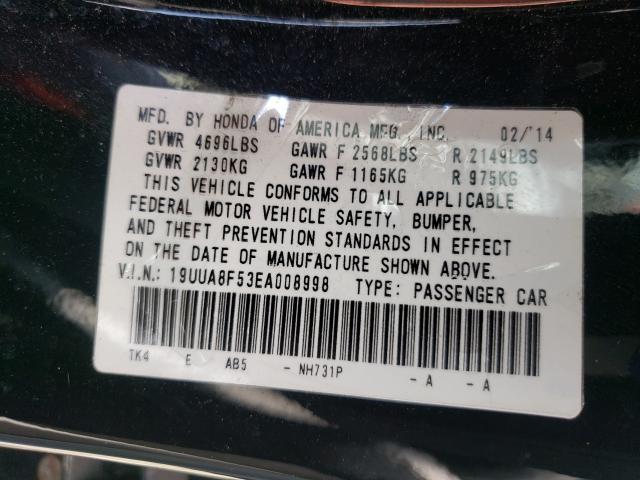 MFD. BY HONDA OF AMERICA MFG., INC. 02/'14
GVWR 4696LBS GAWR F 2568LBS R 2149LBS
GVWR 2130KG GAWR F 1165KG R 975KG
THIS VEHICLE CONFORMS TO ALL APPLICABLE
FEDERAL MOTOR VEHICLE SAFETY, BUMPER,
AND THEFT PREVENTION STANDARDS IN EFFECT
ON THE DATE OF MANUFACTURE SHOWN ABOVE.
V.I.N.: 19UUA8F53EA008998 TYPE: PASSENGER CAR
TK4 E AB5 - NH731P - A - A